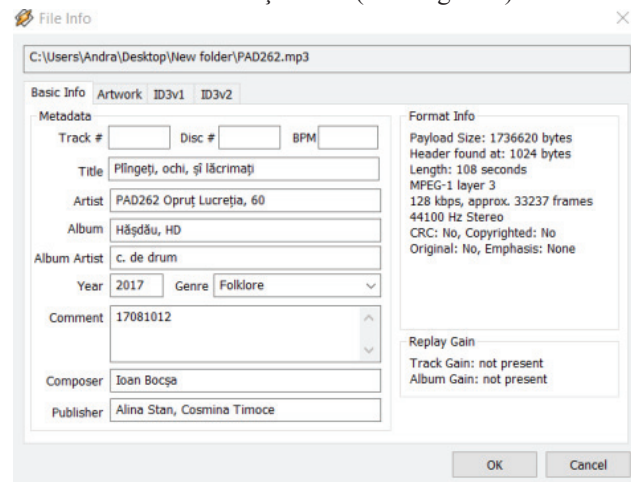 File Info
C:\Users\Andra\Desktop\New folder\PAD262.mp3
Basic Info Artwork ID3v1 ID3v2
Metadata
Track # Disc # BPM
Title Plîngeți, ochi, șî lăcrimați
Artist PAD262 Opruț Lucreția, 60
Album Hășdău, HD
Album Artist c. de drum
Year 2017 Genre Folklore
Comment 17081012
Composer Ioan Bocșa
Publisher Alina Stan, Cosmina Timoce
Format Info
Payload Size: 1736620 bytes
Header found at: 1024 bytes
Length: 108 seconds
MPEG-1 layer 3
128 kbps, approx. 33237 frames
44100 Hz Stereo
CRC: No, Copyrighted: No
Original: No, Emphasis: None
Replay Gain
Track Gain: not present
Album Gain: not present
OK Cancel